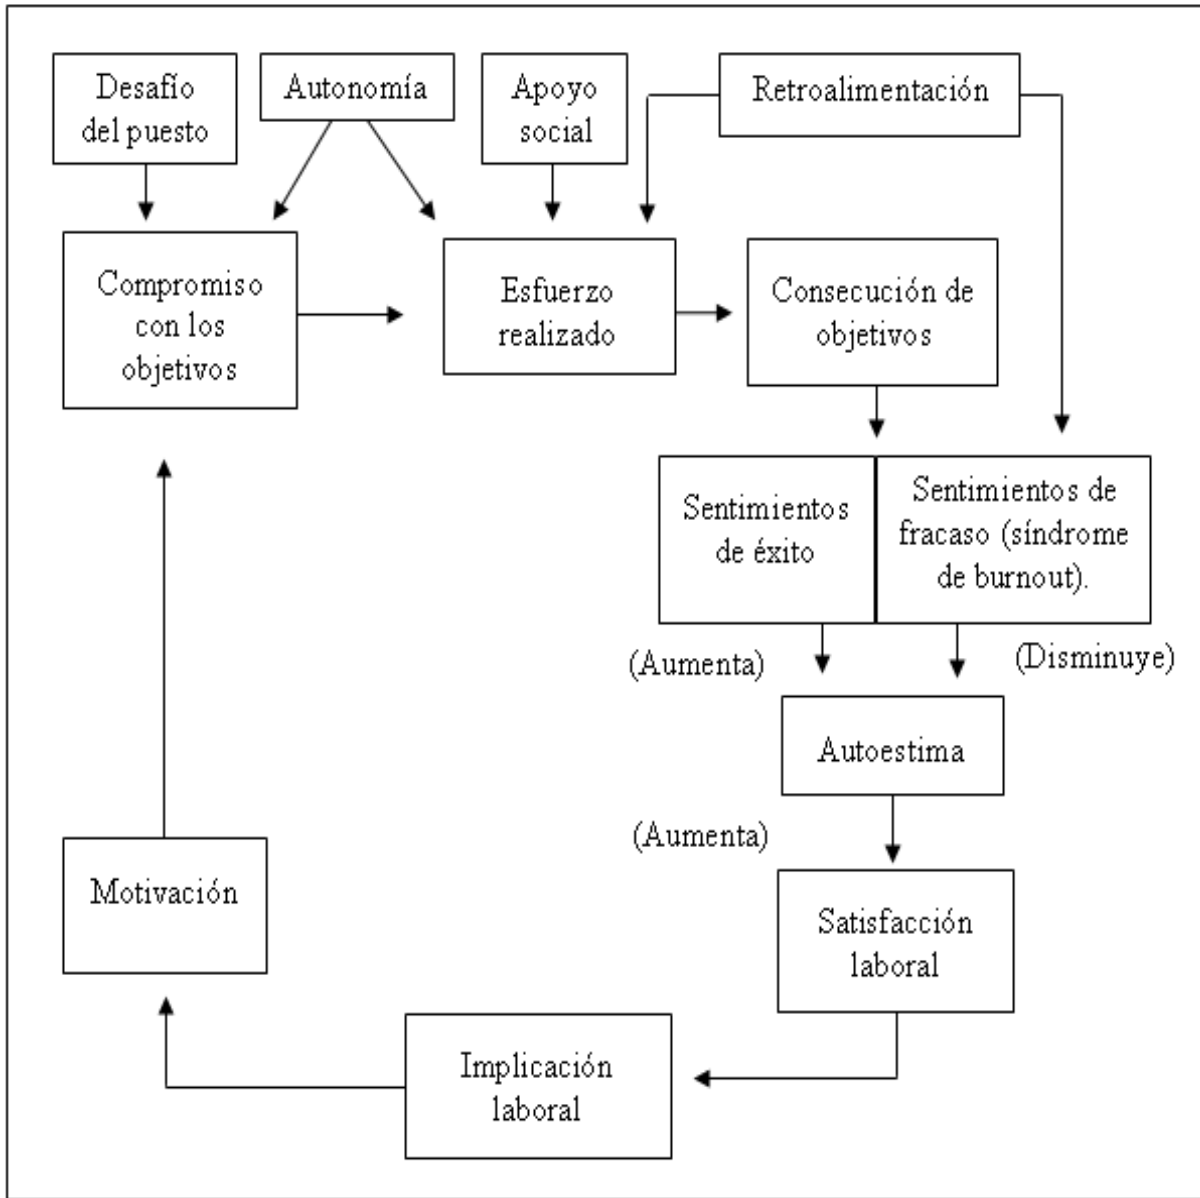 Desafío
del puesto
Autonomía
Apoyo
social
Retroalimentación
Compromiso
con los
objetivos
Esfuerzo
realizado
Consecución de
objetivos
Sentimientos
de éxito
Sentimientos de
fracaso (síndrome
de burnout).
(Aumenta)
(Disminuye)
Autoestima
(Aumenta)
Satisfacción
laboral
Motivación
Implicación
laboral